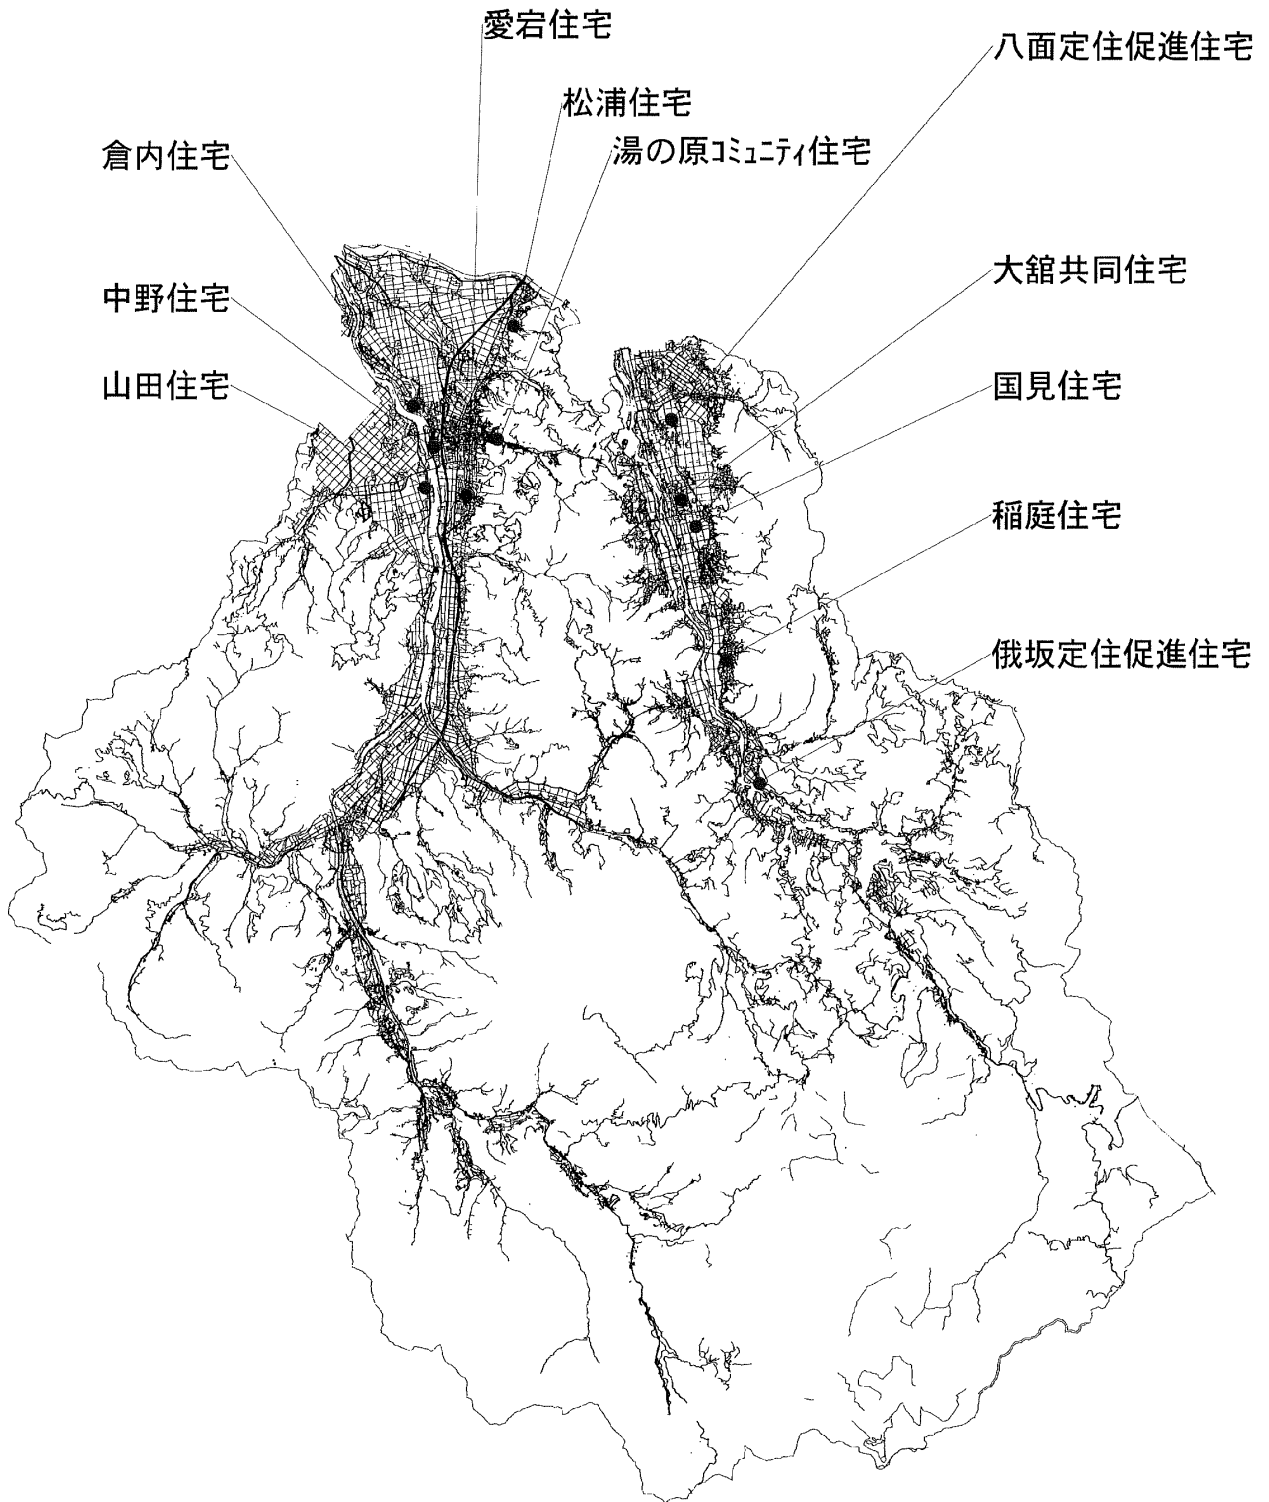 愛宕住宅
八面定住促進住宅
松浦住宅
湯の原ｺﾐｭﾆﾃｨ住宅
倉内住宅
大舘共同住宅
中野住宅
山田住宅
国見住宅
稲庭住宅
俄坂定住促進住宅